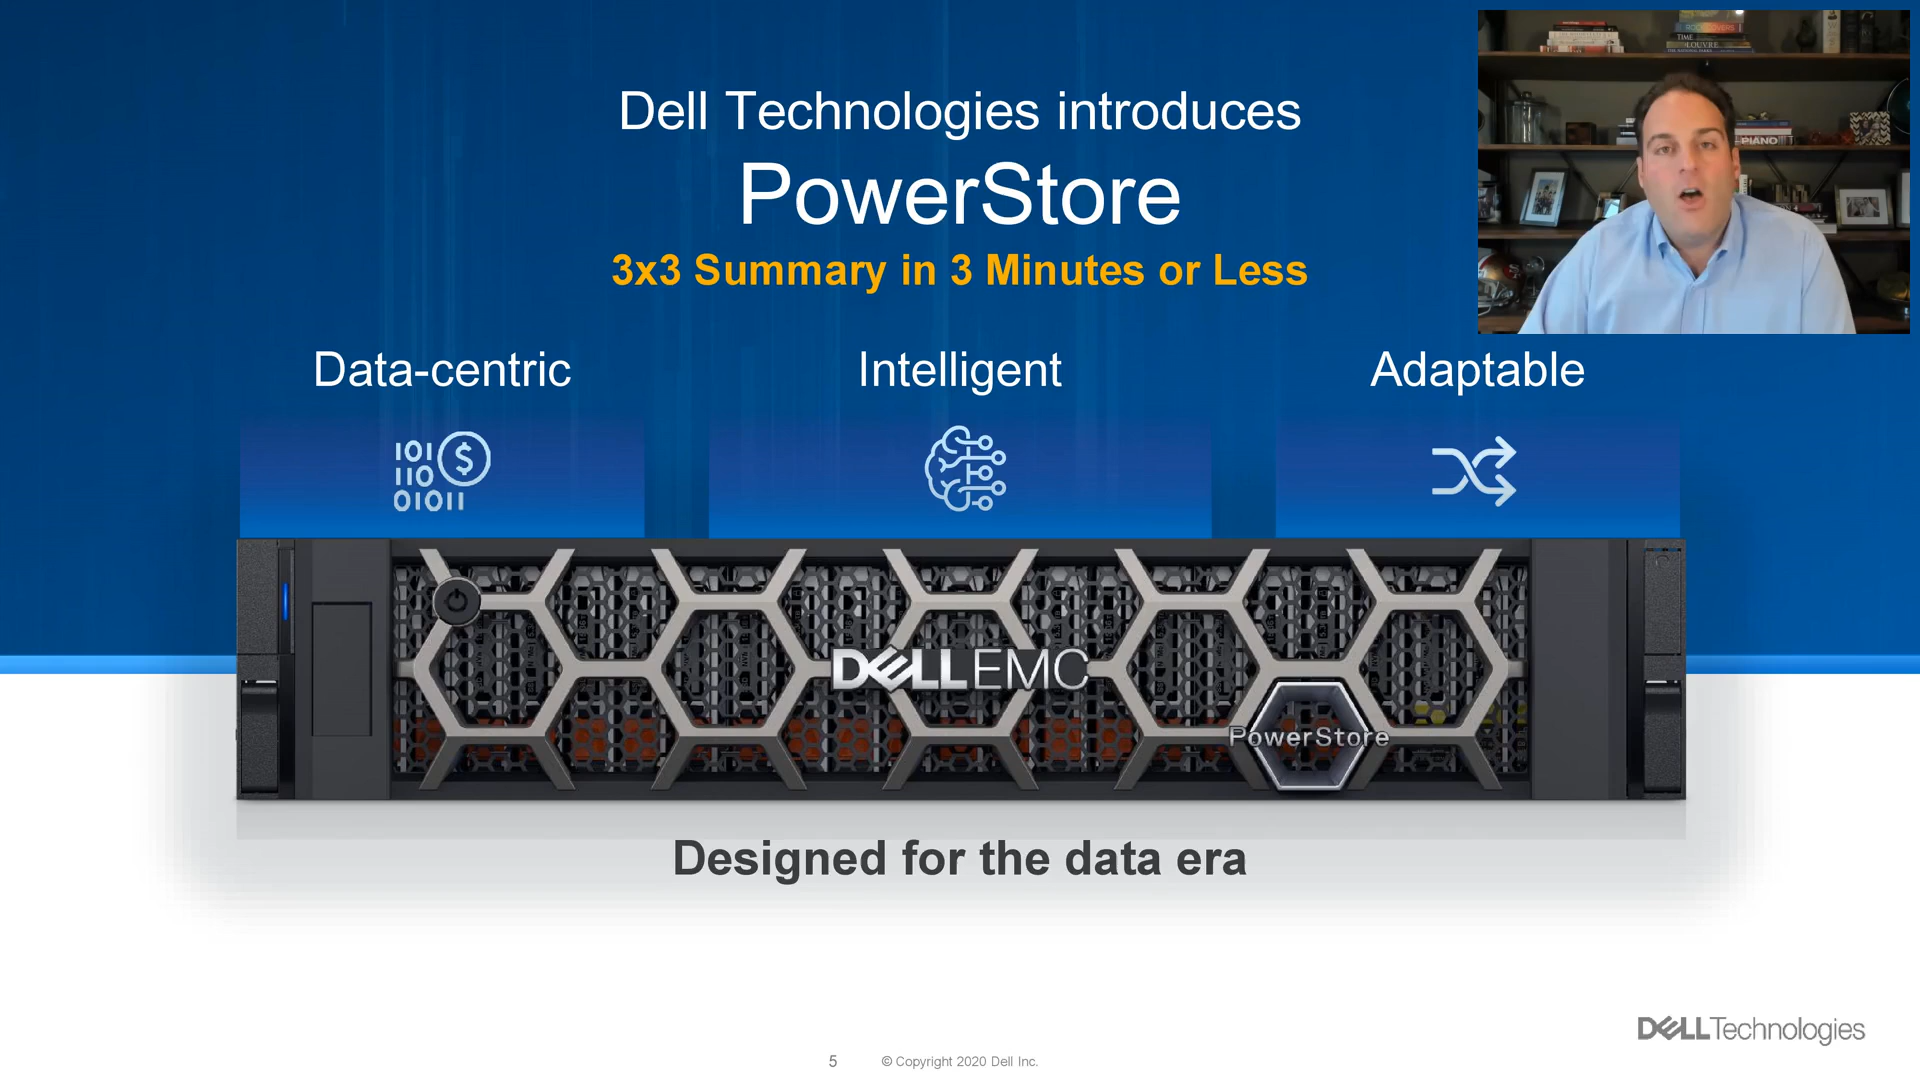 Dell Technologies introduces
PowerStore
3x3 Summary in 3 Minutes or Less
Data-centric
Intelligent
Adaptable
101
110
01011
$
DELLEMC
PowerStore
Designed for the data era
DELLTechnologies
5
© Copyright 2020 Dell Inc.
TIME
LOUVRE
PIANO